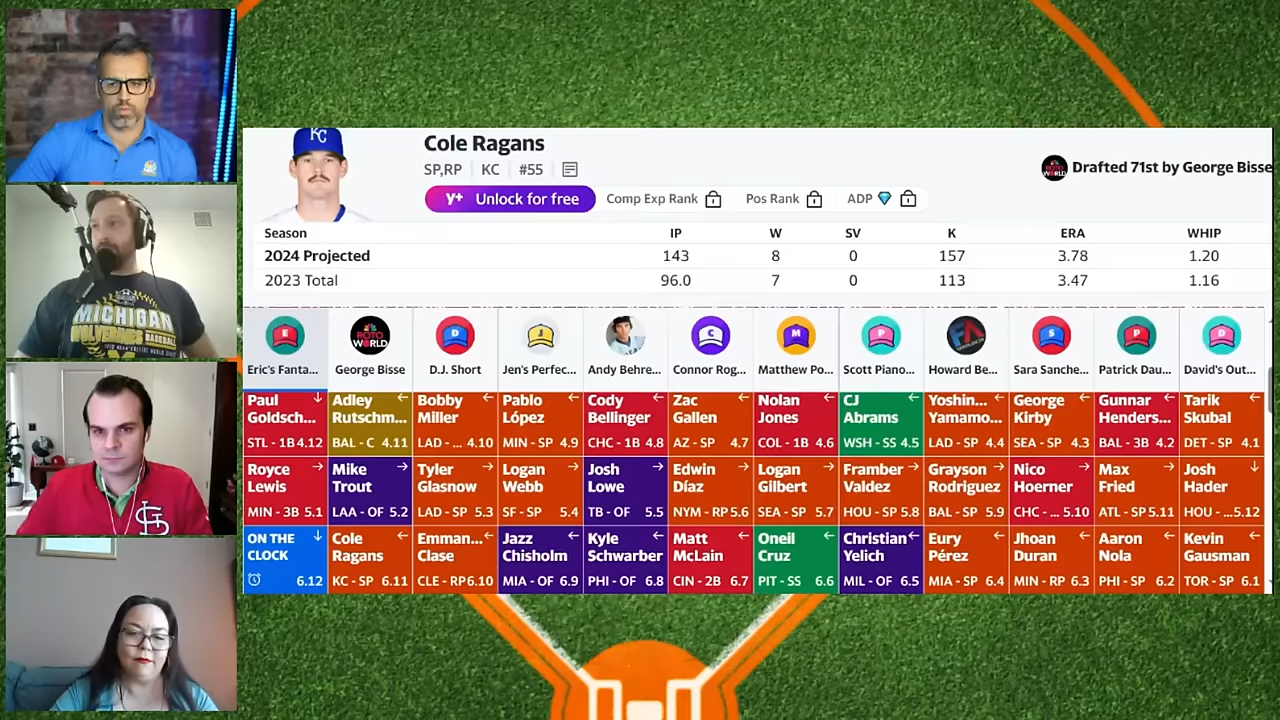 KC
Cole Ragans
SP,RP KC #55
ROTO WORLD Drafted 71st by George Bisse
y+ Unlock for free Comp Exp Rank Pos Rank ADP
Season IP W SV K ERA WHIP
2024 Projected 143 8 0 157 3.78 1.20
2023 Total 96.0 7 0 113 3.47 1.16
E ROTO WORLD D J C M P FA S P D
Eric's Fanta... George Bisse D.J. Short Jen's Perfec... Andy Behre... Connor Rog... Matthew Po... Scott Piano... Howard Be... Sara Sanche... Patrick Dau... David's Out...
Paul Adley Bobby Pablo Cody Zac Nolan CJ Yoshin... George Gunnar Tarik
Goldsch... Rutschm... Miller López Bellinger Gallen Jones Abrams Yamamo... Kirby Henders... Skubal
STL - 1B 4.12 BAL - C 4.11 LAD - ... 4.10 MIN - SP 4.9 CHC - 1B 4.8 AZ - SP 4.7 COL - 1B 4.6 WSH - SS 4.5 LAD - SP 4.4 SEA - SP 4.3 BAL - 3B 4.2 DET - SP 4.1
Royce Mike Tyler Logan Josh Edwin Logan Framber Grayson Nico Max Josh
Lewis Trout Glasnow Webb Lowe Díaz Gilbert Valdez Rodriguez Hoerner Fried Hader
MIN - 3B 5.1 LAA - OF 5.2 LAD - SP 5.3 SF - SP 5.4 TB - OF 5.5 NYM - RP 5.6 SEA - SP 5.7 HOU - SP 5.8 BAL - SP 5.9 CHC - ... 5.10 ATL - SP 5.11 HOU - ... 5.12
ON THE Cole Emman... Jazz Kyle Matt Oneil Christian Eury Jhoan Aaron Kevin
CLOCK Ragans Clase Chisholm Schwarber McLain Cruz Yelich Pérez Duran Nola Gausman
6.12 KC - SP 6.11 CLE - RP 6.10 MIA - OF 6.9 PHI - OF 6.8 CIN - 2B 6.7 PIT - SS 6.6 MIL - OF 6.5 MIA - SP 6.4 MIN - RP 6.3 PHI - SP 6.2 TOR - SP 6.1
MICHIGAN
WOLVERINES BASEBALL
StL